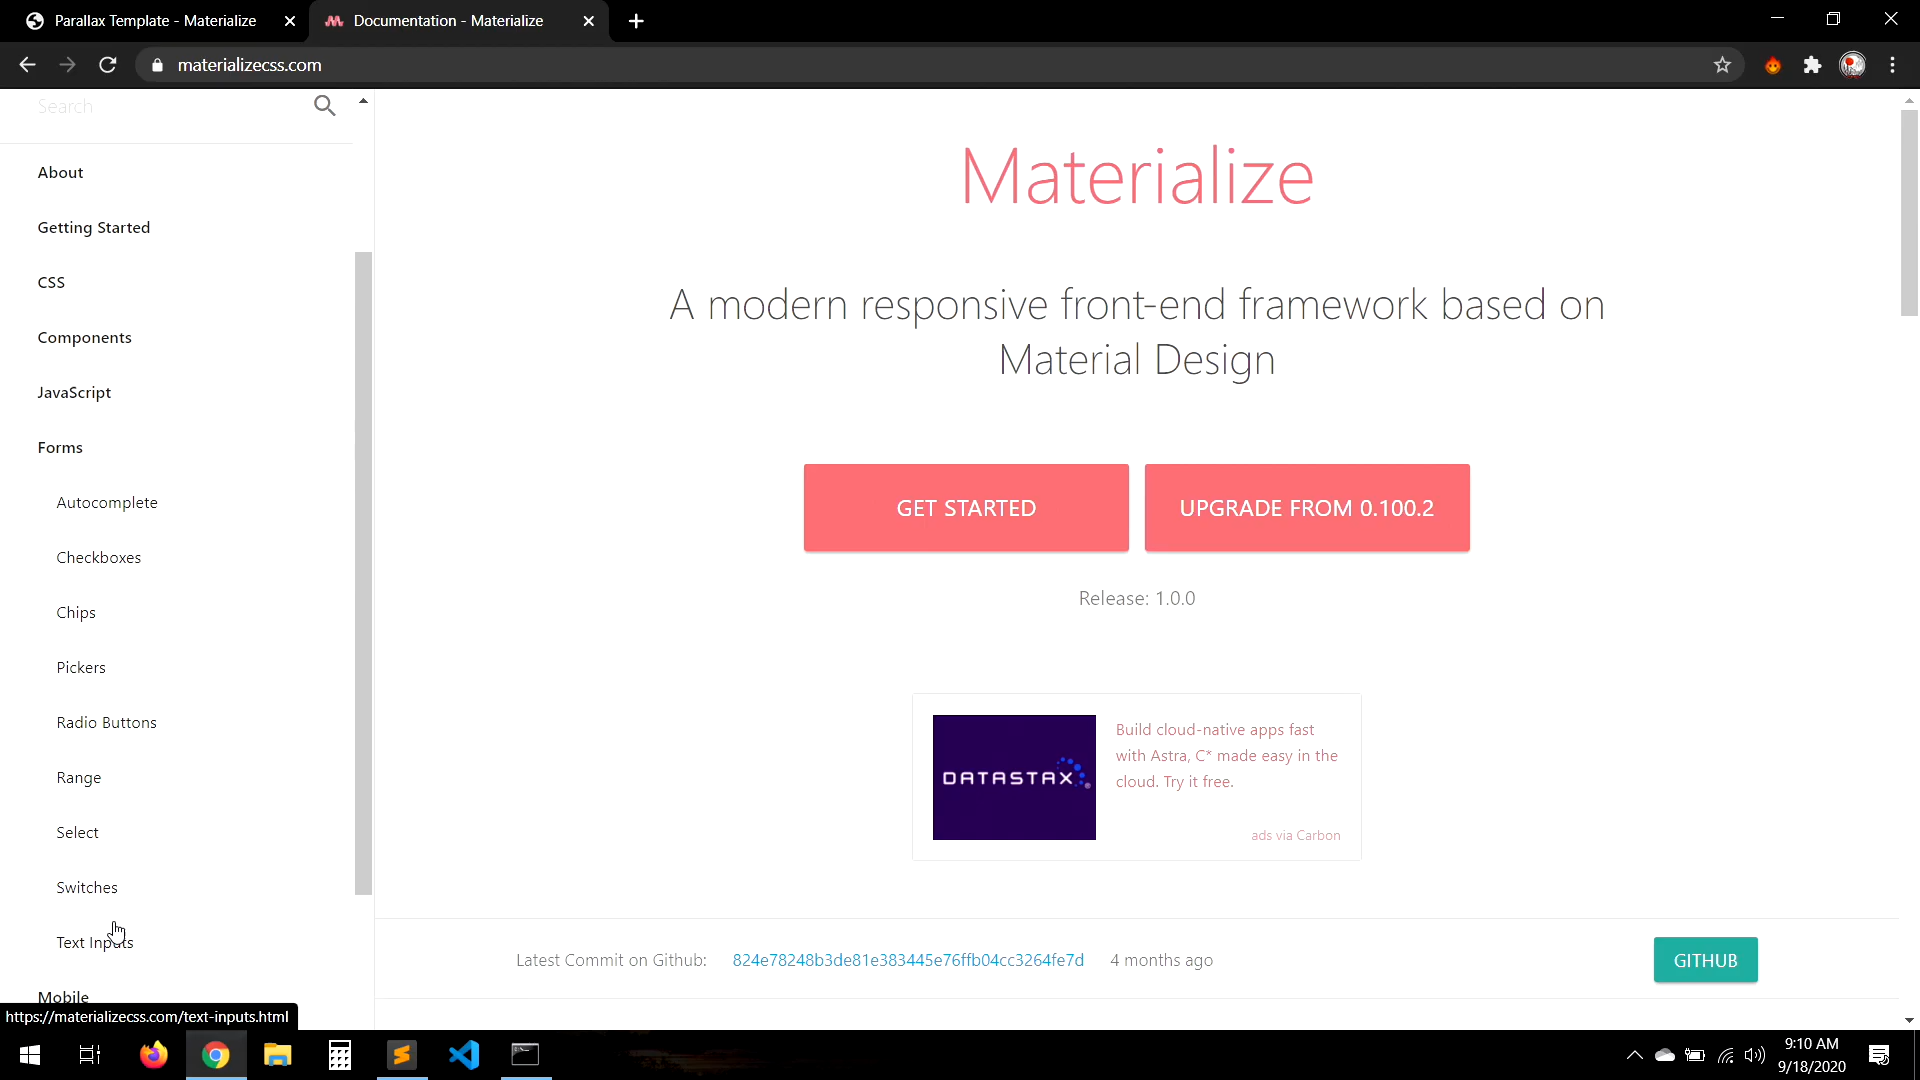 Parallax Template - Materialize
Documentation - Materialize
materializecss.com
Search
About
Getting Started
CSS
Components
JavaScript
Forms
Autocomplete
Checkboxes
Chips
Pickers
Radio Buttons
Range
Select
Switches
Text Inputs
Mobile
https://materializecss.com/text-inputs.html
Materialize
A modern responsive front-end framework based on
Material Design
GET STARTED
UPGRADE FROM 0.100.2
Release: 1.0.0
DATASTAX
Build cloud-native apps fast
with Astra, C* made easy in the
cloud. Try it free.
ads via Carbon
Latest Commit on Github: 824e78248b3de81e383445e76ffb04cc3264fe7d 4 months ago
GITHUB
9:10 AM
9/18/2020